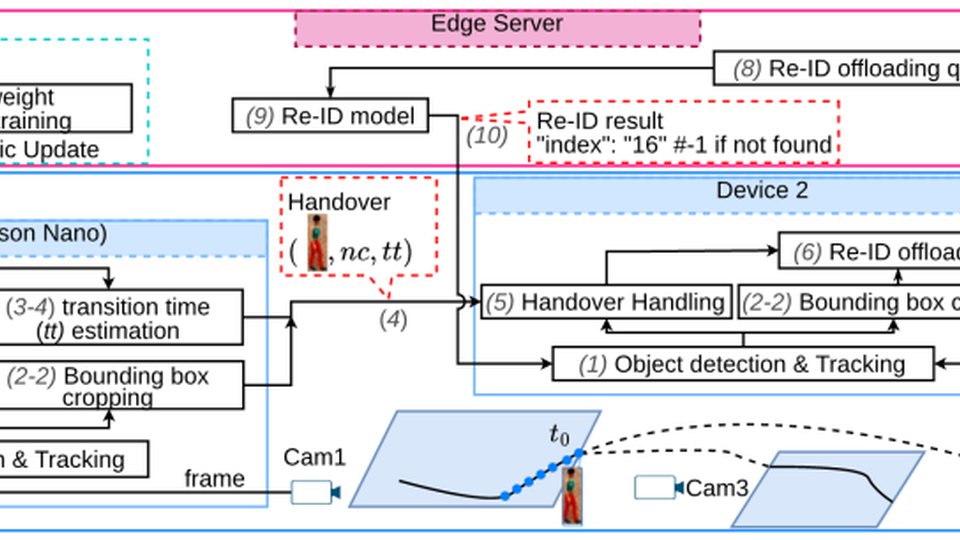 Edge Server
(8) Re-ID offloading q
eight
raining
ic Update
(9) Re-ID model
(10)
Re-ID result
"index": "16" #-1 if not found
Handover
( , nc, tt)
Device 2
son Nano)
(6) Re-ID offload
(3-4) transition time
(tt) estimation
(4)
(5) Handover Handling
(2-2) Bounding box c
(2-2) Bounding box
cropping
(1) Object detection & Tracking
n & Tracking
frame
Cam1
t0
Cam3